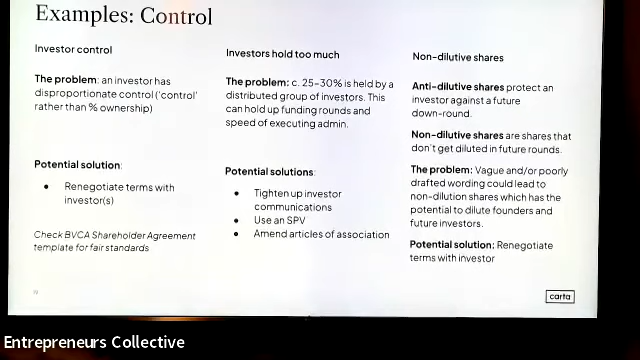 Examples: Control
Investor control
The problem: an investor has
disproportionate control ('control'
rather than % ownership)
Potential solution:
● Renegotiate terms with
investor(s)
Check BVCA Shareholder Agreement
template for fair standards
Investors hold too much
The problem: c. 25-30% is held by a
distributed group of investors. This
can hold up funding rounds and
speed of executing admin.
Potential solutions:
● Tighten up investor
communications
● Use an SPV
● Amend articles of association
Non-dilutive shares
Anti-dilutive shares protect an
investor against a future
down-round.
Non-dilutive shares are shares that
don't get diluted in future rounds.
The problem: Vague and/or poorly
drafted wording could lead to
non-dilution shares which has the
potential to dilute founders and
future investors.
Potential solution: Renegotiate
terms with investor
carta
Entrepreneurs Collective